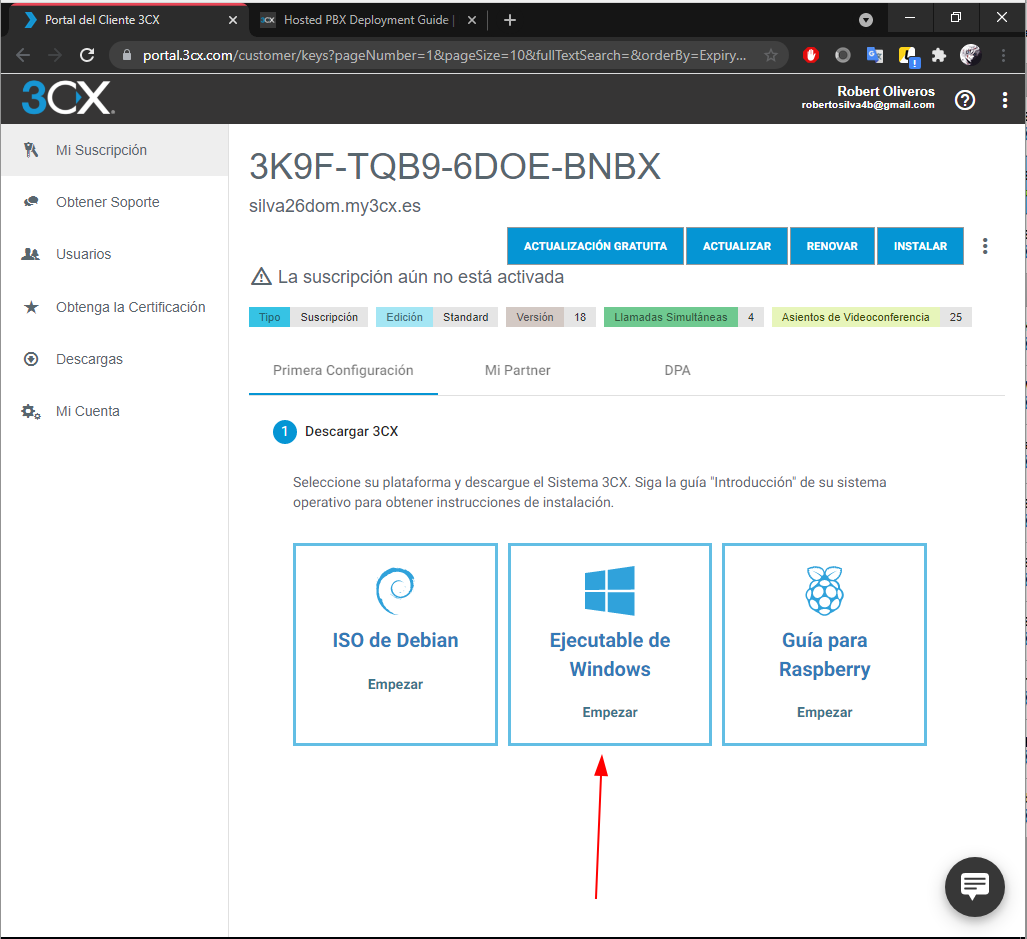 Portal del Cliente 3CX
Hosted PBX Deployment Guide |
portal.3cx.com/customer/keys?pageNumber=1&pageSize=10&fullTextSearch=&orderBy=Expiry...
3CX
Robert Oliveros
robertosilva4b@gmail.com
Mi Suscripción
Obtener Soporte
Usuarios
Obtenga la Certificación
Descargas
Mi Cuenta
3K9F-TQB9-6DOE-BNBX
silva26dom.my3cx.es
ACTUALIZACIÓN GRATUITA ACTUALIZAR RENOVAR INSTALAR
La suscripción aún no está activada
Tipo Suscripción Edición Standard Versión 18 Llamadas Simultáneas 4 Asientos de Videoconferencia 25
Primera Configuración Mi Partner DPA
1 Descargar 3CX
Seleccione su plataforma y descargue el Sistema 3CX. Siga la guía "Introducción" de su sistema
operativo para obtener instrucciones de instalación.
ISO de Debian
Empezar
Ejecutable de
Windows
Empezar
Guía para
Raspberry
Empezar